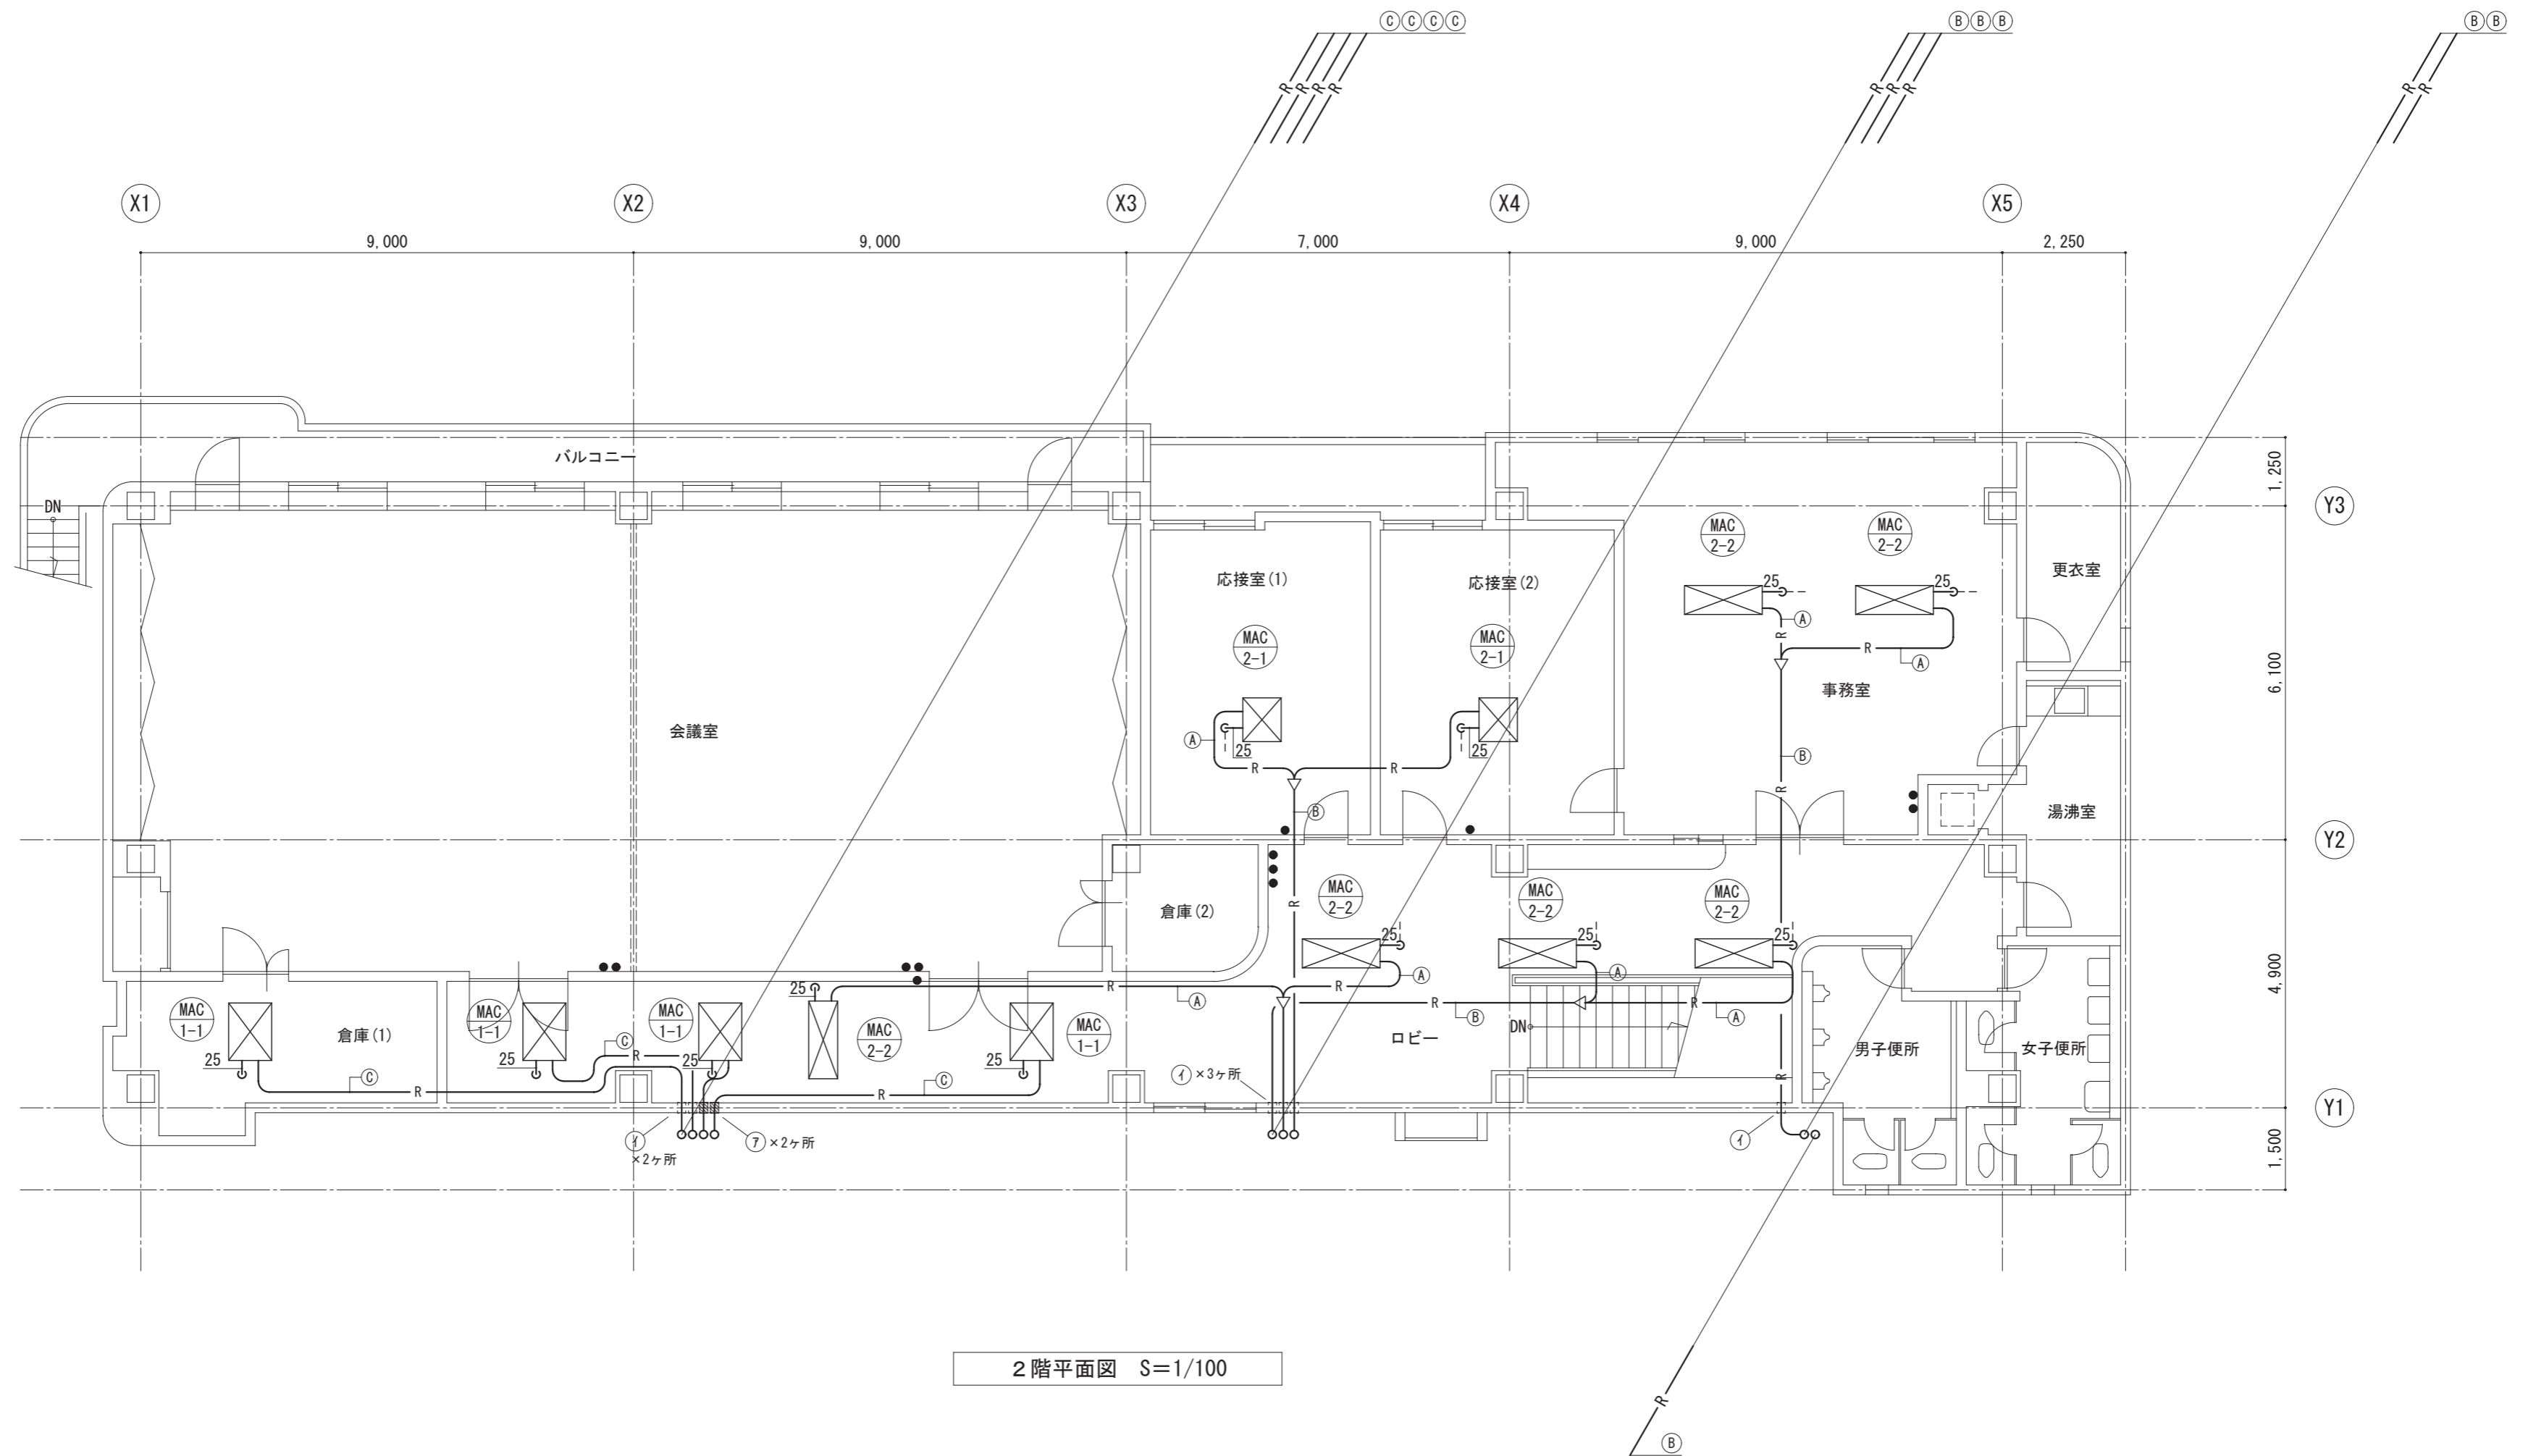 ⒸⒸⒸⒸ
ⒷⒷⒷ
ⒷⒷ
R R R R
R R R
R R
X1
X2
X3
X4
X5
9,000
9,000
7,000
9,000
2,250
バルコニー
DN
1,250
Y3
MAC
2-2
MAC
2-2
応接室(1)
応接室(2)
更衣室
25
25
Ⓐ
R
R
Ⓐ
MAC
2-1
MAC
2-1
6,100
事務室
会議室
Ⓐ
25
25
R
R
Ⓑ
R
Ⓑ
湯沸室
Y2
MAC
2-2
MAC
2-2
MAC
2-2
倉庫(2)
R
25
25
25
Ⓐ
Ⓐ
4,900
25
R
Ⓐ
R
R
Ⓑ
R
Ⓐ
MAC
1-1
倉庫(1)
MAC
1-1
MAC
1-1
MAC
2-2
MAC
1-1
ロビー
DN
男子便所
女子便所
25
25
Ⓒ
R
25
25
Ⓒ
R
R
Ⓒ
㋑×3ヶ所
R
Y1
㋑
×2ヶ所
㋐×2ヶ所
㋑
1,500
2階平面図 S=1/100
R
Ⓑ